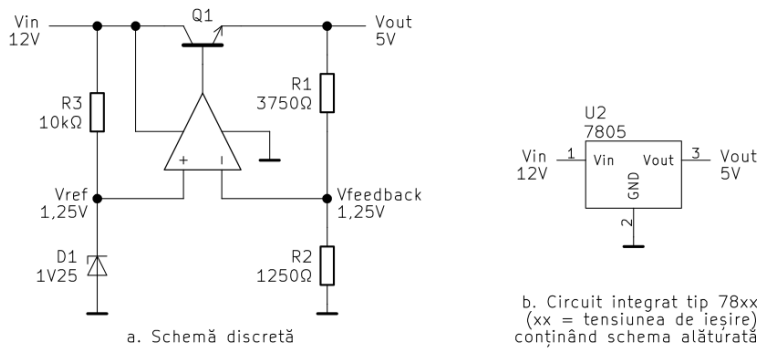 Vin
12V
Q1
Vout
5V
R3
10kΩ
R1
3750Ω
+
−
Vref
1,25V
Vfeedback
1,25V
D1
1V25
R2
1250Ω
a. Schemă discretă
U2
7805
Vin
12V
1
Vin
Vout
3
Vout
5V
GND
2
b. Circuit integrat tip 78xx
(xx = tensiunea de ieșire)
conținând schema alăturată